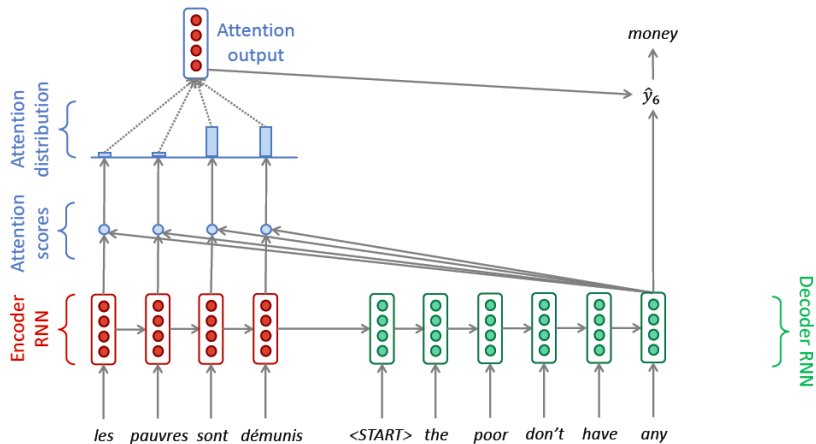 Attention
output
money
ŷ6
Attention
distribution
Attention
scores
Encoder
RNN
Decoder RNN
les pauvres sont démunis <START> the poor don't have any